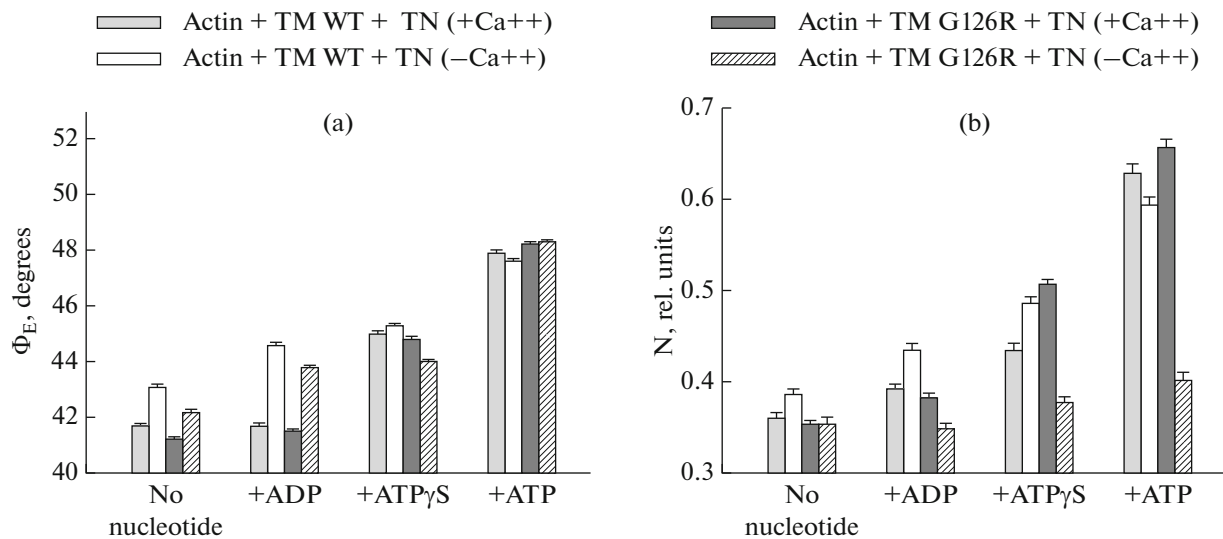 Actin + TM WT + TN (+Ca++)
Actin + TM WT + TN (–Ca++)
Actin + TM G126R + TN (+Ca++)
Actin + TM G126R + TN (–Ca++)
(a)
Φ_E, degrees
52
50
48
46
44
42
40
No nucleotide
+ADP
+ATPγS
+ATP
(b)
N, rel. units
0.7
0.6
0.5
0.4
0.3
No nucleotide
+ADP
+ATPγS
+ATP